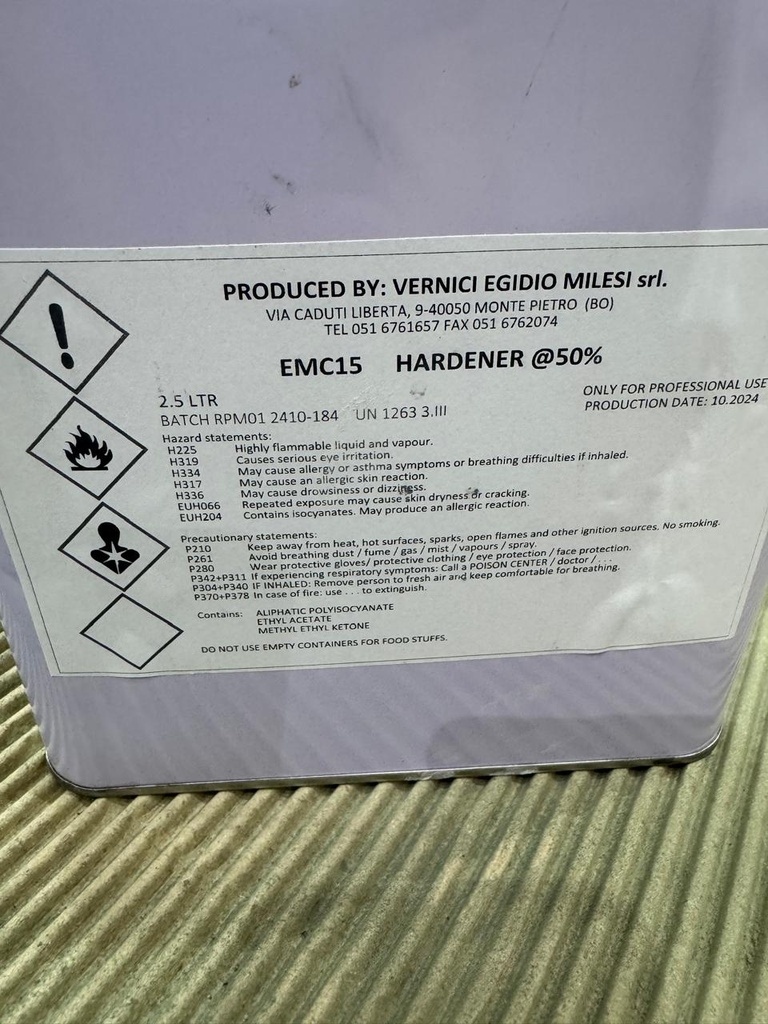 PRODUCED BY: VERNICI EGIDIO MILESI srl.
VIA CADUTI LIBERTA, 9-40050 MONTE PIETRO (BO)
TEL 051 6761657 FAX 051 6762074
EMC15 HARDENER @50%
2.5 LTR
BATCH RPM01 2410-184 UN 1263 3.III
ONLY FOR PROFESSIONAL USE
PRODUCTION DATE: 10.2024
Hazard statements:
H225 Highly flammable liquid and vapour.
H319 Causes serious eye irritation.
H334 May cause allergy or asthma symptoms or breathing difficulties if inhaled.
H317 May cause an allergic skin reaction.
H336 May cause drowsiness or dizziness.
EUH066 Repeated exposure may cause skin dryness or cracking.
EUH204 Contains isocyanates. May produce an allergic reaction.
Precautionary statements:
P210 Keep away from heat, hot surfaces, sparks, open flames and other ignition sources. No smoking.
P261 Avoid breathing dust / fume / gas / mist / vapours / spray.
P280 Wear protective gloves/ protective clothing / eye protection / face protection.
P342+P311 If experiencing respiratory symptoms: Call a POISON CENTER / doctor / . . .
P304+P340 IF INHALED: Remove person to fresh air and keep comfortable for breathing.
P370+P378 In case of fire: use . . . to extinguish.
Contains: ALIPHATIC POLYISOCYANATE
ETHYL ACETATE
METHYL ETHYL KETONE
DO NOT USE EMPTY CONTAINERS FOR FOOD STUFFS.